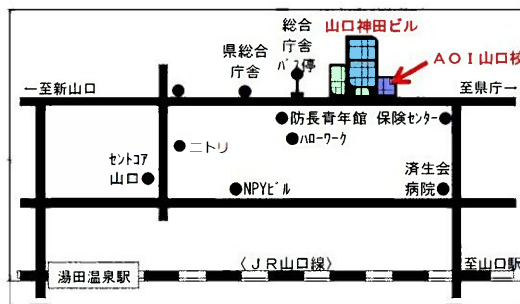 総合
庁舎
バス停
山口神田ビル
県総合
庁舎
AOI山口校
←至新山口
至県庁→
防長青年館
保険センター
ハローワーク
ニトリ
セントコア
山口
NPYビル
済生会
病院
〈JR山口線〉
湯田温泉駅
至山口駅